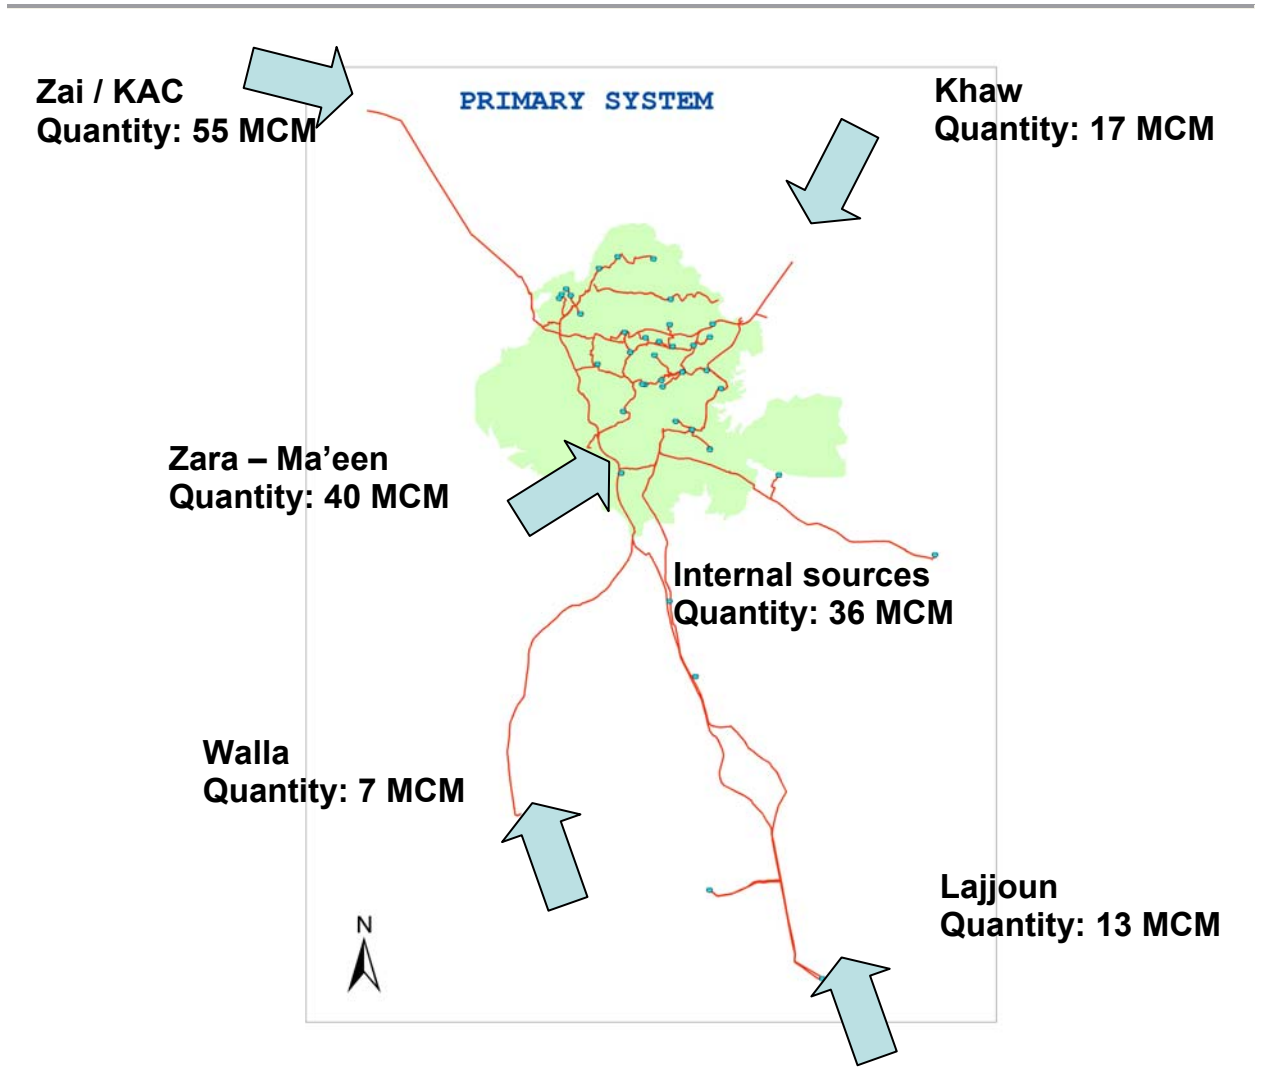 Zai / KAC
Quantity: 55 MCM
PRIMARY SYSTEM
Khaw
Quantity: 17 MCM
Zara – Ma’een
Quantity: 40 MCM
Internal sources
Quantity: 36 MCM
Walla
Quantity: 7 MCM
Lajjoun
Quantity: 13 MCM
N